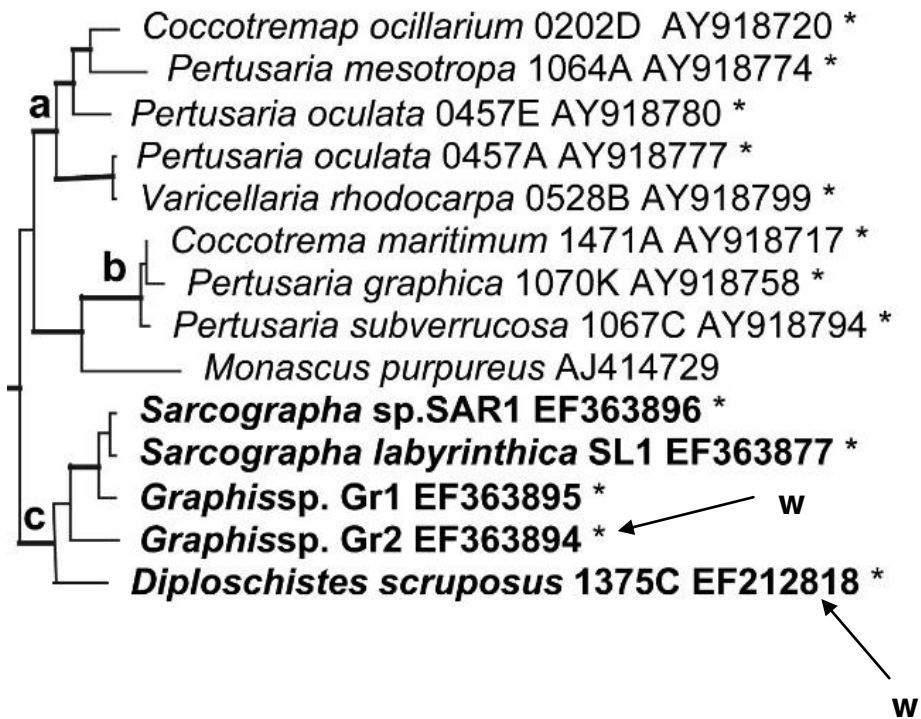 Coccotremap ocillarium 0202D AY918720 *
Pertusaria mesotropa 1064A AY918774 *
a
Pertusaria oculata 0457E AY918780 *
Pertusaria oculata 0457A AY918777 *
Varicellaria rhodocarpa 0528B AY918799 *
Coccotrema maritimum 1471A AY918717 *
b
Pertusaria graphica 1070K AY918758 *
Pertusaria subverrucosa 1067C AY918794 *
Monascus purpureus AJ414729
Sarcographa sp.SAR1 EF363896 *
Sarcographa labyrinthica SL1 EF363877 *
Graphissp. Gr1 EF363895 *
w
c
Graphissp. Gr2 EF363894 *
Diploschistes scruposus 1375C EF212818 *
w